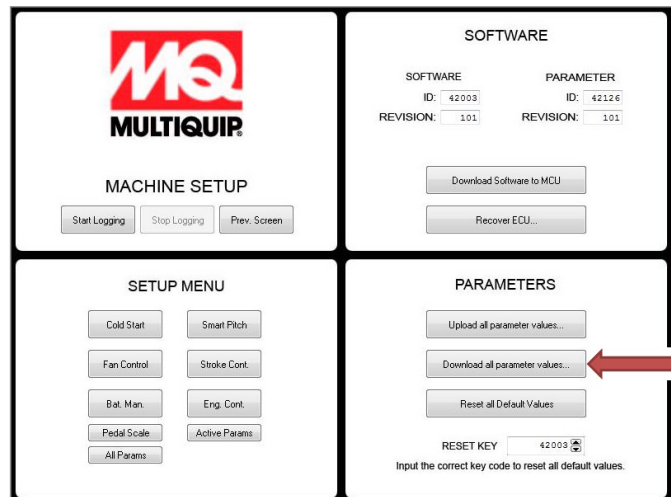 MQ
MULTIQUIP®
MACHINE SETUP
Start Logging Stop Logging Prev. Screen
SOFTWARE
SOFTWARE PARAMETER
ID: 42003 ID: 42126
REVISION: 101 REVISION: 101
Download Software to MCU
Recover ECU...
SETUP MENU
Cold Start Smart Pitch
Fan Control Stroke Cont.
Bat. Man. Eng. Cont.
Pedal Scale Active Params
All Params
PARAMETERS
Upload all parameter values...
Download all parameter values...
Reset all Default Values
RESET KEY 42003
Input the correct key code to reset all default values.